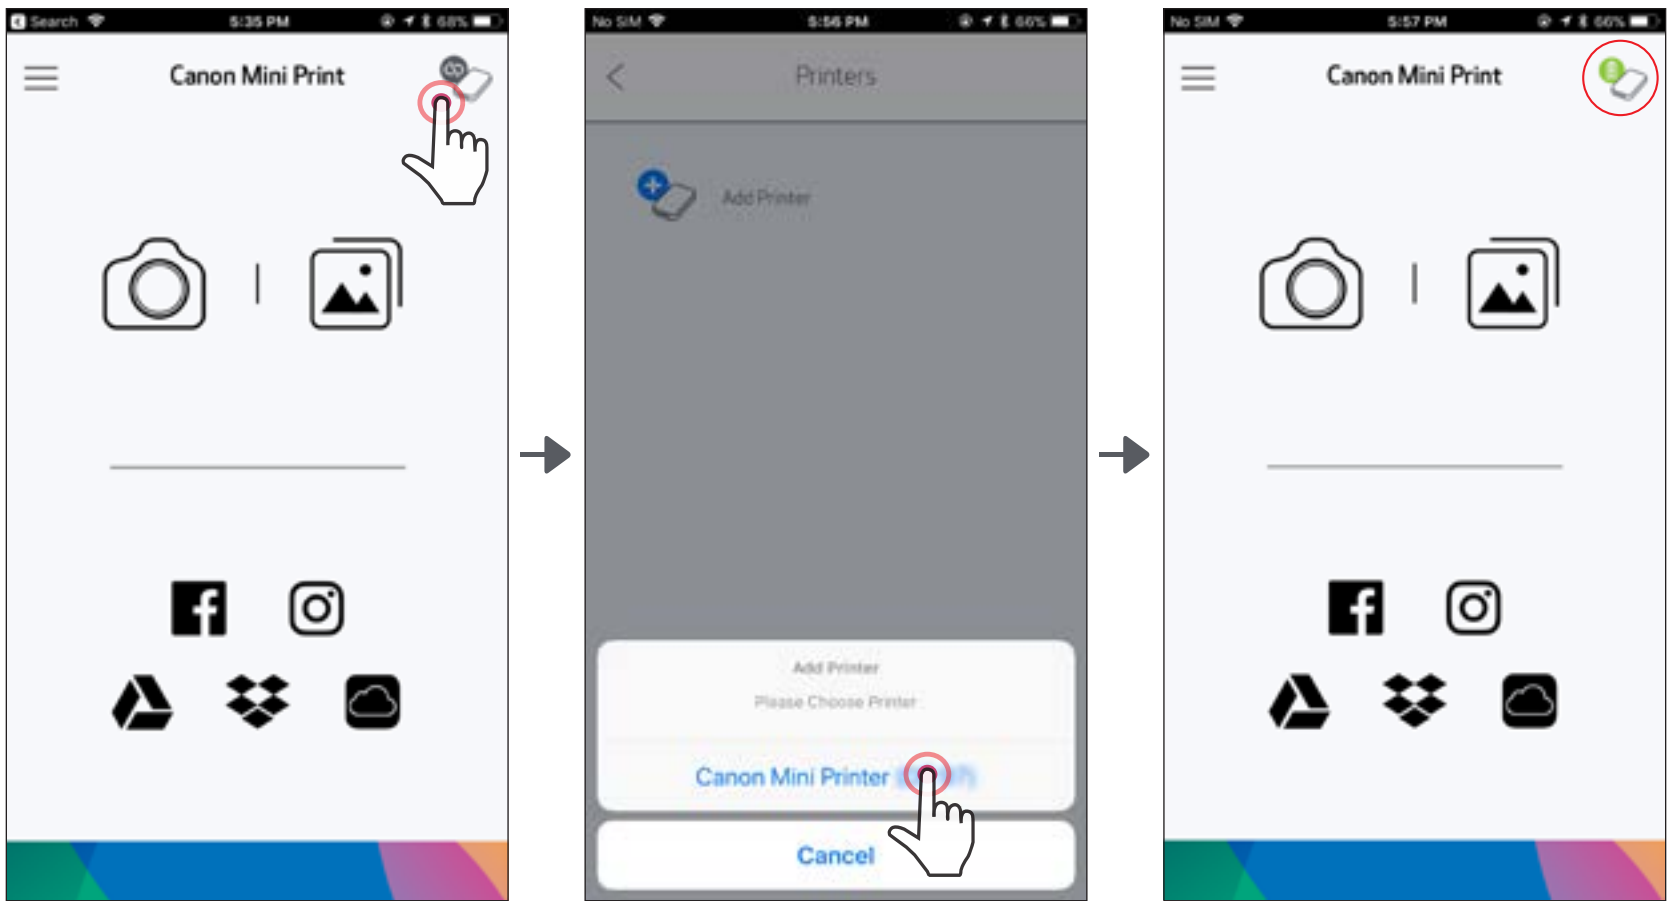 Search 5:35 PM 68%
Canon Mini Print
No SIM 5:56 PM 66%
Printers
Add Printer
Add Printer
Please Choose Printer
Canon Mini Printer
Cancel
No SIM 5:57 PM 66%
Canon Mini Print